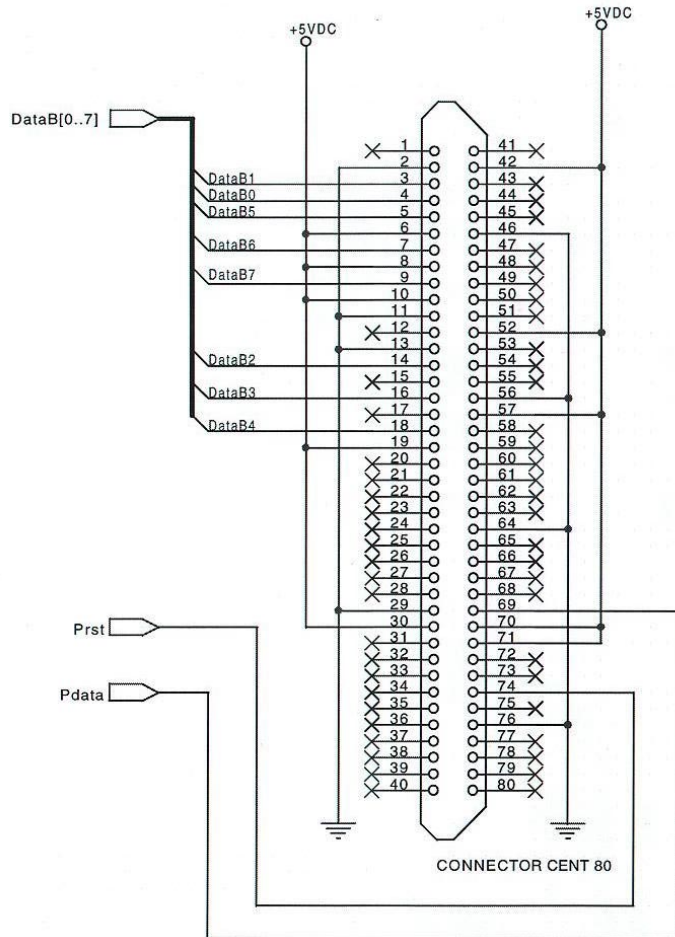 +5VDC
+5VDC
DataB[0..7]
1 41
2 42
DataB1 3 43
DataB0 4 44
DataB5 5 45
6 46
DataB6 7 47
8 48
DataB7 9 49
10 50
11 51
12 52
13 53
DataB2 14 54
15 55
DataB3 16 56
17 57
DataB4 18 58
19 59
20 60
21 61
22 62
23 63
24 64
25 65
26 66
27 67
28 68
29 69
Prst 30 70
31 71
32 72
33 73
Pdata 34 74
35 75
36 76
37 77
38 78
39 79
40 80
CONNECTOR CENT 80